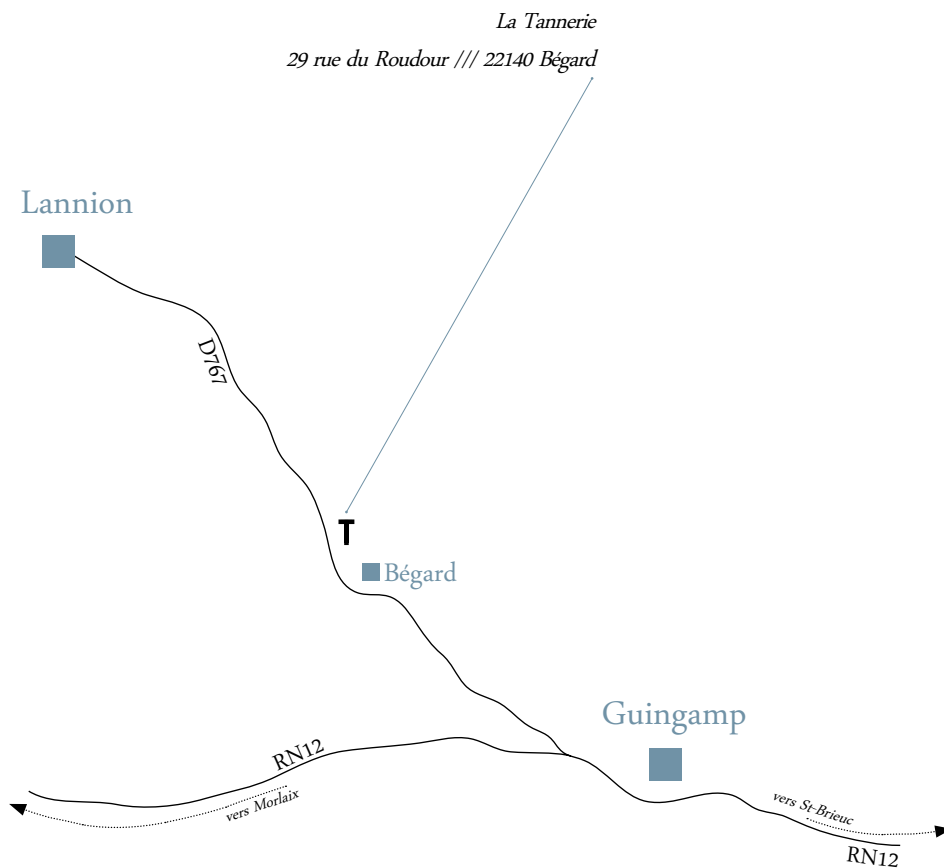 La Tannerie
29 rue du Roudour /// 22140 Bégard
Lannion
D767
T
Bégard
Guingamp
RN12
vers Morlaix
vers St-Brieuc
RN12